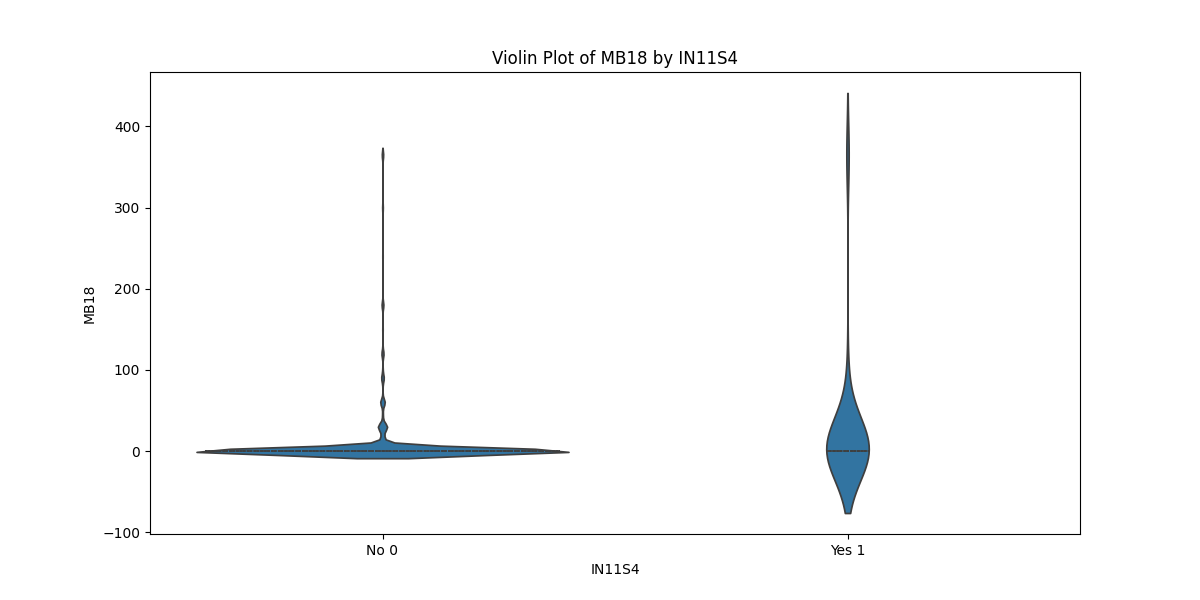 Violin Plot of MB18 by IN11S4
400
300
200
100
0
−100
MB18
No 0
Yes 1
IN11S4